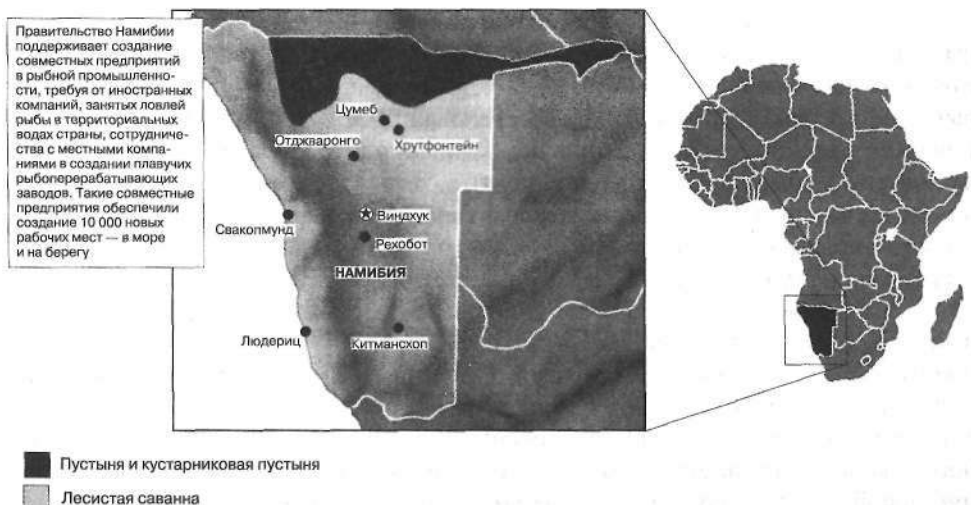 Правительство Намибии
поддерживает создание
совместных предприятий
в рыбной промышленно-
сти, требуя от иностранных
компаний, занятых ловлей
рыбы в территориальных
водах страны, сотрудниче-
ства с местными компа-
ниями в создании плавучих
рыбоперерабатывающих
заводов. Такие совместные
предприятия обеспечили
создание 10 000 новых
рабочих мест — в море
и на берегу
Цумеб
Отджваронго
Хрутфонтейн
Свакопмунд
Виндхук
Рехобот
НАМИБИЯ
Людериц
Китмансхоп
Пустыня и кустарниковая пустыня
Лесистая саванна